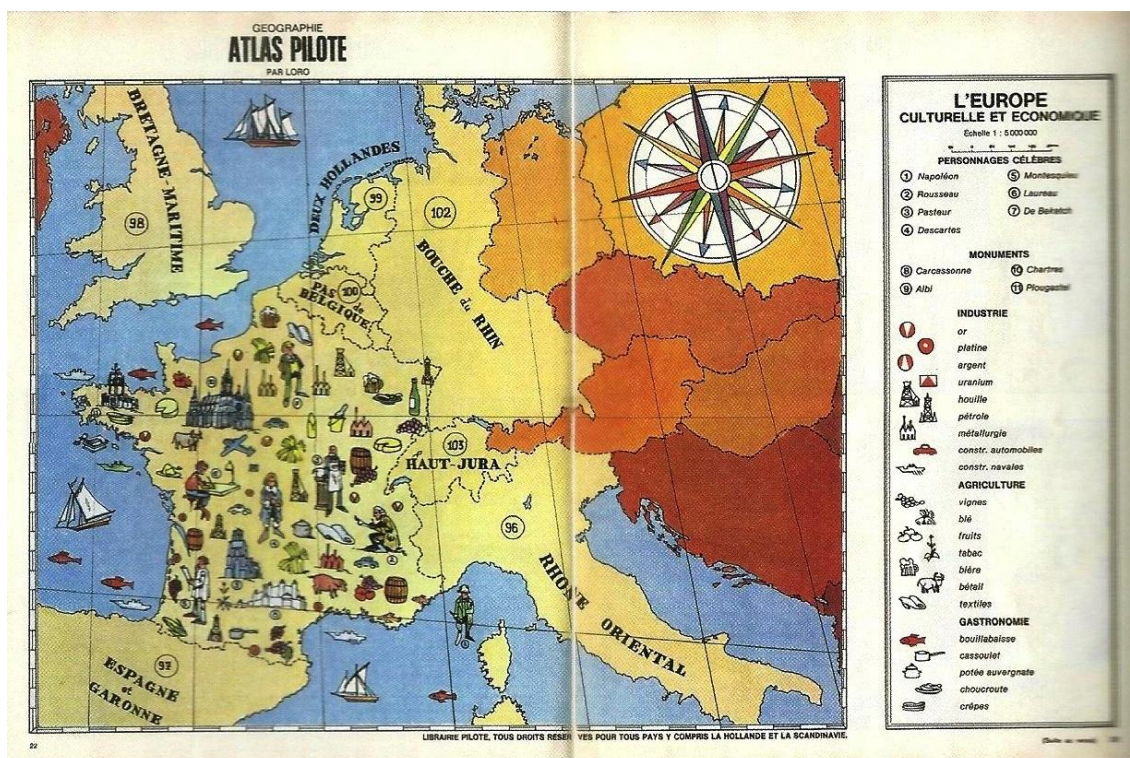 GEOGRAPHIE
ATLAS PILOTE
PAR LORO
BRETAGNE-MARITIME
98
DEUX HOLLANDES
99
102
BOUCHE du RHIN
PAS de BELGIQUE
100
103
HAUT-JURA
96
RHONE ORIENTAL
97
ESPAGNE
et
GARONNE
L'EUROPE
CULTURELLE ET ECONOMIQUE
Echelle 1 : 5 000 000
PERSONNAGES CÉLÈBRES
1 Napoléon
2 Rousseau
3 Pasteur
4 Descartes
5 Montesquieu
6 Laureau
7 De Beketch
MONUMENTS
8 Carcassonne
9 Albi
10 Chartres
11 Plougastel
INDUSTRIE
or
platine
argent
uranium
houille
pétrole
métallurgie
constr. automobiles
constr. navales
AGRICULTURE
vignes
blé
fruits
tabac
bière
bétail
textiles
GASTRONOMIE
bouillabaisse
cassoulet
potée auvergnate
choucroute
crêpes
22
LIBRAIRIE PILOTE, TOUS DROITS RÉSERVÉS POUR TOUS PAYS Y COMPRIS LA HOLLANDE ET LA SCANDINAVIE.